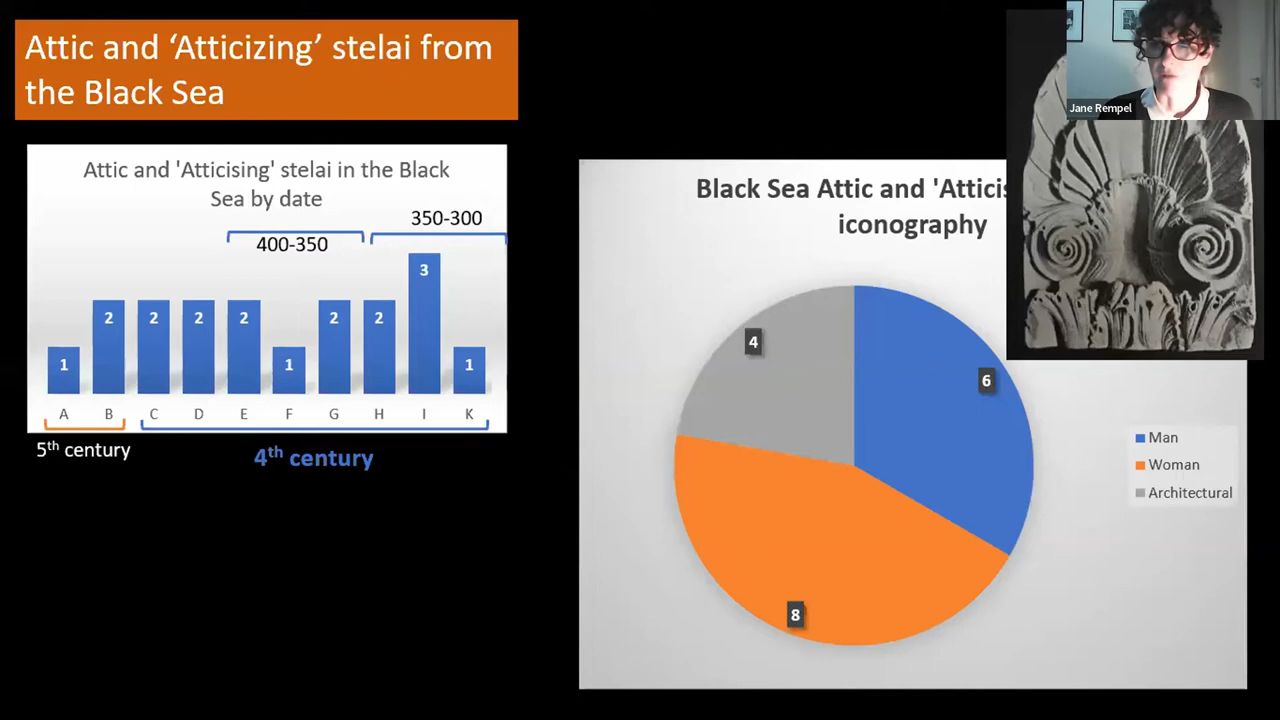 Attic and ‘Atticizing’ stelai from
the Black Sea
Jane Rempel
Attic and 'Atticising' stelai in the Black
Sea by date
350-300
400-350
1
2
2
2
2
1
2
2
3
1
A B C D E F G H I K
5th century
4th century
Black Sea Attic and
iconography
4
6
8
Man
Woman
Architectural